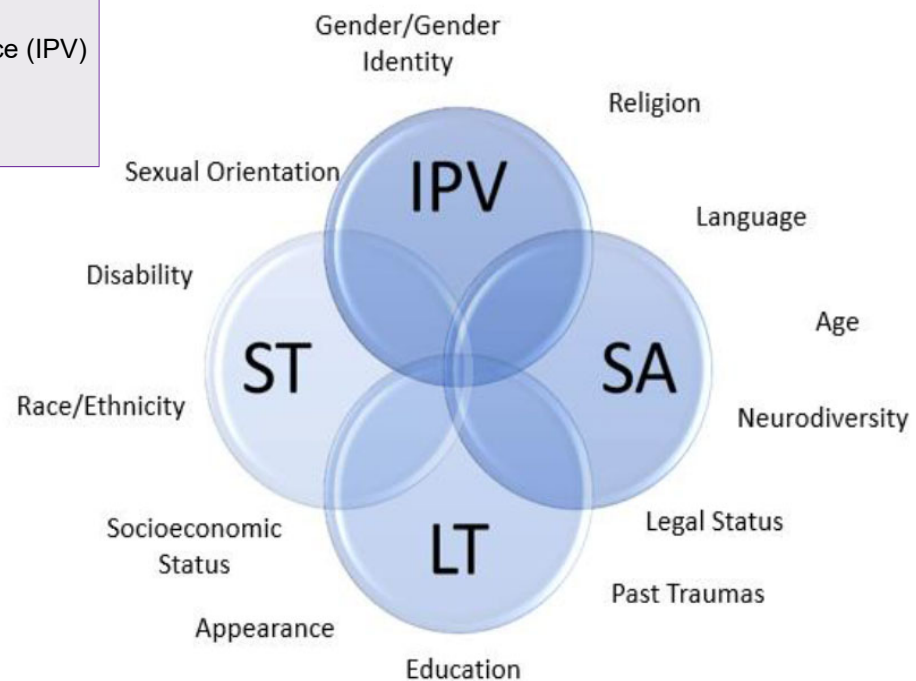 ce (IPV)
Gender/Gender
Identity
Religion
Sexual Orientation
IPV
Language
Disability
Age
ST
SA
Race/Ethnicity
Neurodiversity
Socioeconomic
Status
LT
Legal Status
Past Traumas
Appearance
Education